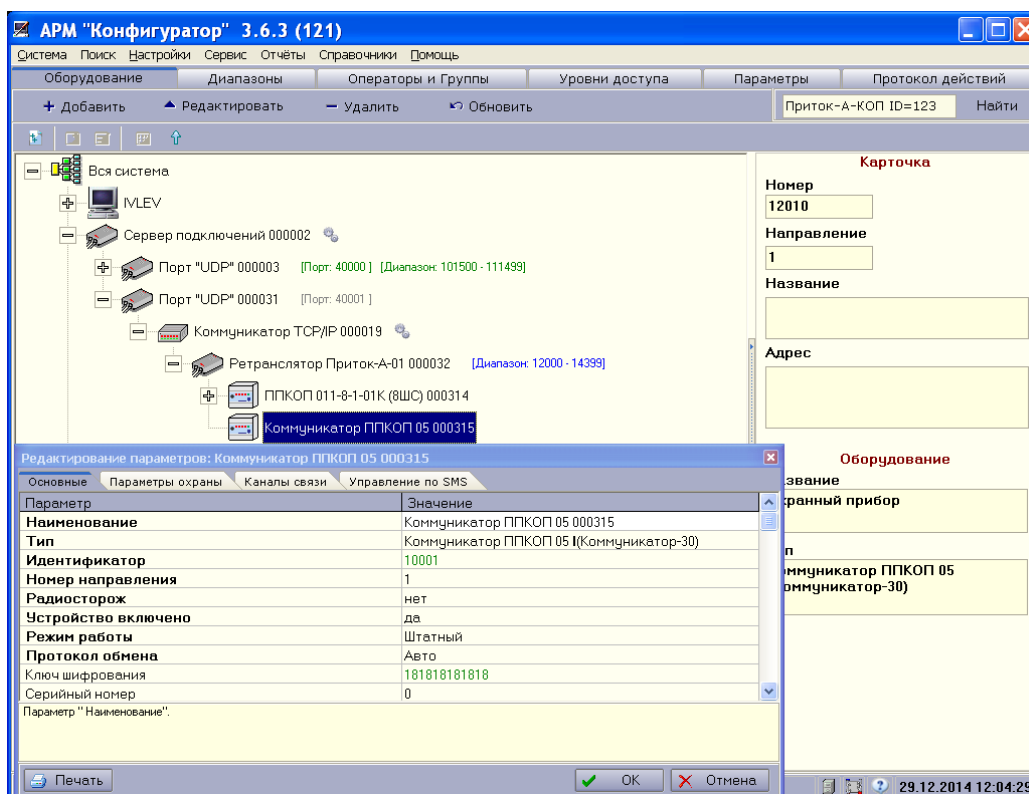 АРМ "Конфигуратор" 3.6.3 (121)
Система Поиск Настройки Сервис Отчёты Справочники Помощь
Оборудование Диапазоны Операторы и Группы Уровни доступа Параметры Протокол действий
Добавить Редактировать Удалить Обновить Приток-А-КОП ID=123 Найти
Вся система
IVLEV
Сервер подключений 000002
Порт "UDP" 000003 [Порт: 40000 ] [Диапазон: 101500 - 111499]
Порт "UDP" 000031 [Порт: 40001 ]
Коммуникатор TCP/IP 000019
Ретранслятор Приток-А-01 000032 [Диапазон: 12000 - 14399]
ППКОП 011-8-1-01К (8ШС) 000314
Коммуникатор ППКОП 05 000315
Карточка
Номер
12010
Направление
1
Название
Адрес
Оборудование
звание
ранный прибор
п
ммуникатор ППКОП 05
оммуникатор-30)
Редактирование параметров: Коммуникатор ППКОП 05 000315
Основные Параметры охраны Каналы связи Управление по SMS
Параметр Значение
Наименование Коммуникатор ППКОП 05 000315
Тип Коммуникатор ППКОП 05 I(Коммуникатор-30)
Идентификатор 10001
Номер направления 1
Радиосторож нет
Устройство включено да
Режим работы Штатный
Протокол обмена Авто
Ключ шифрования 181818181818
Серийный номер 0
Параметр "Наименование".
Печать OK Отмена
29.12.2014 12:04:29